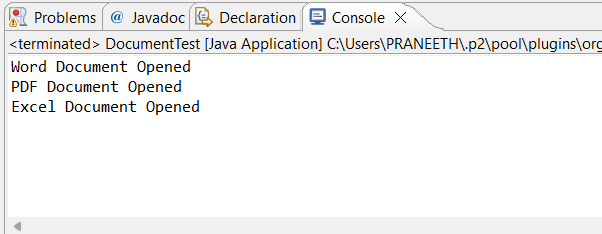 Problems @ Javadoc Declaration Console
<terminated> DocumentTest [Java Application] C:\Users\PRANEETH\.p2\pool\plugins\org
Word Document Opened
PDF Document Opened
Excel Document Opened